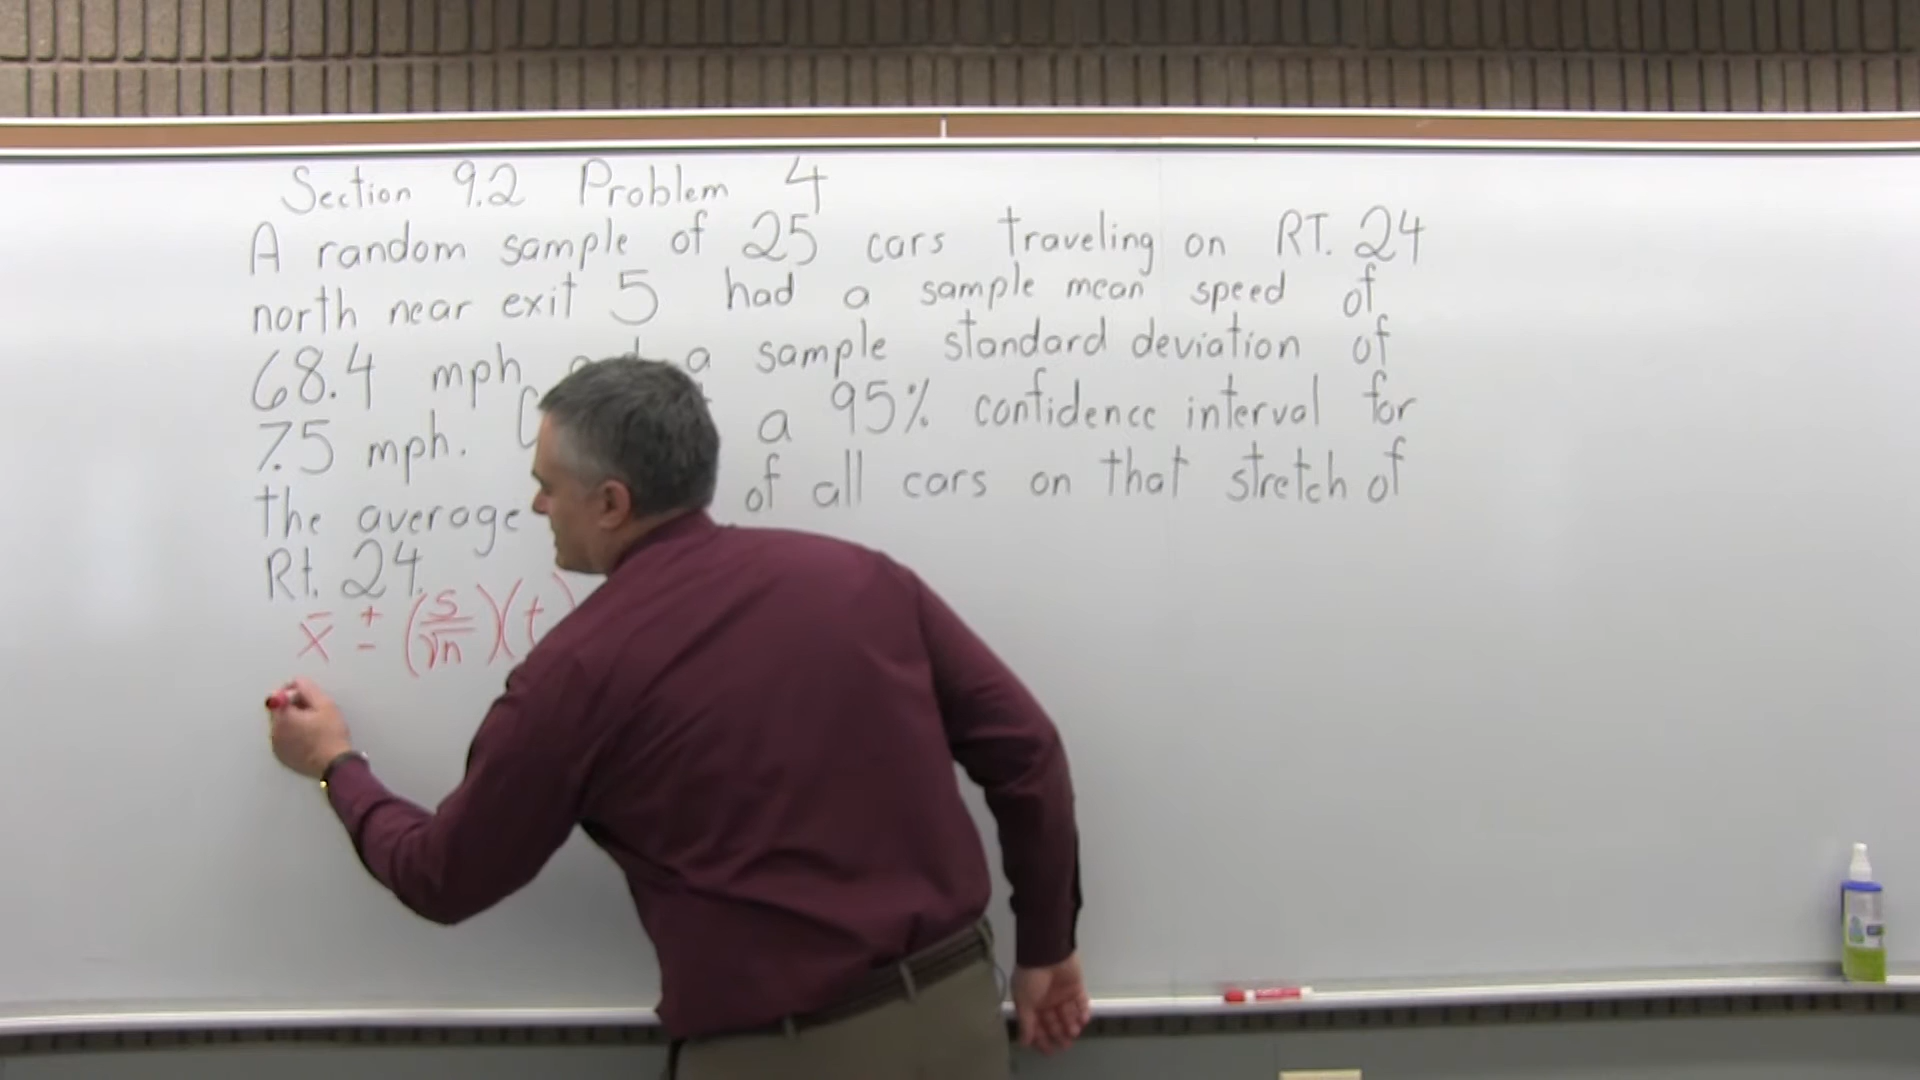 Section 9.2 Problem 4
A random sample of 25 cars traveling on RT. 24
north near exit 5 had a sample mean speed of
68.4 mph a sample standard deviation of
7.5 mph. a 95% confidence interval for
the average of all cars on that stretch of
Rt. 24.
x̄ ± (s/√n)(t